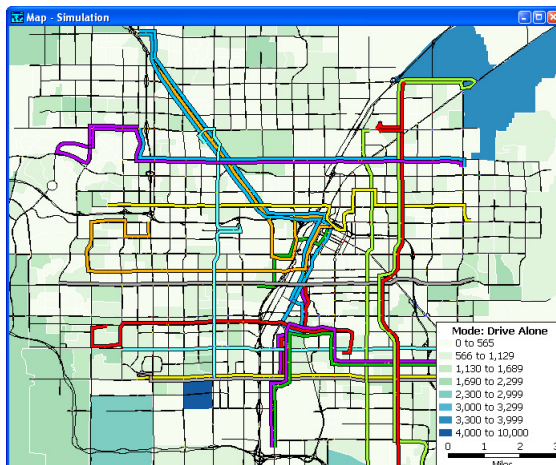 Map - Simulation
Mode: Drive Alone
0 to 565
566 to 1,129
1,130 to 1,689
1,690 to 2,299
2,300 to 2,999
3,000 to 3,299
3,300 to 3,999
4,000 to 10,000
0 1 2 3
Miles